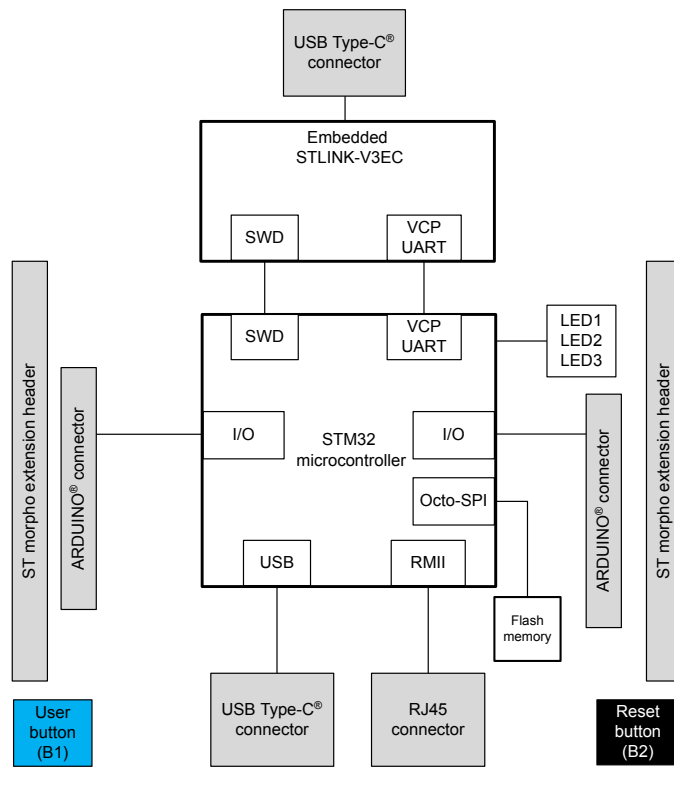 USB Type-C®
connector
Embedded
STLINK-V3EC
SWD
VCP
UART
SWD
VCP
UART
LED1
LED2
LED3
ST morpho extension header
ARDUINO® connector
I/O
STM32
microcontroller
I/O
Octo-SPI
ARDUINO® connector
ST morpho extension header
USB
RMII
Flash
memory
User
button
(B1)
USB Type-C®
connector
RJ45
connector
Reset
button
(B2)